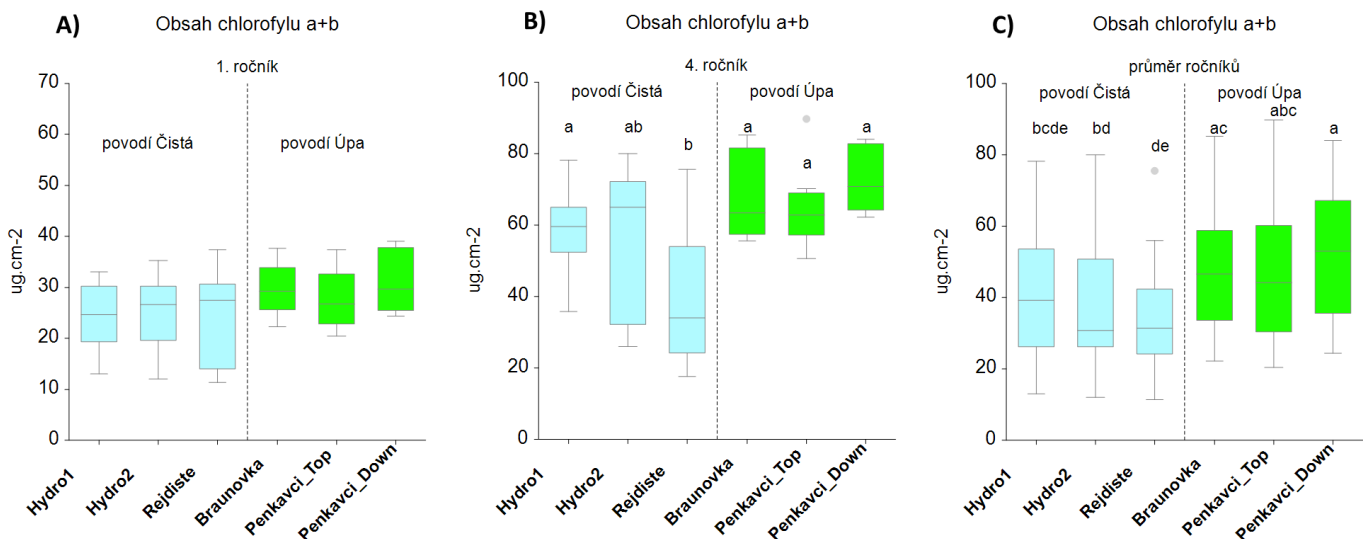 A)
Obsah chlorofylu a+b
1. ročník
70
60
50
40
30
20
10
0
ug.cm-2
povodí Čistá
povodí Úpa
Hydro1
Hydro2
Rejdiste
Braunovka
Penkavci_Top
Penkavci_Down
B)
Obsah chlorofylu a+b
4. ročník
100
80
60
40
20
0
ug.cm-2
povodí Čistá
povodí Úpa
a
ab
b
a
a
a
Hydro1
Hydro2
Rejdiste
Braunovka
Penkavci_Top
Penkavci_Down
C)
Obsah chlorofylu a+b
průměr ročníků
100
80
60
40
20
0
ug.cm-2
povodí Čistá
povodí Úpa
bcde
bd
de
ac
abc
a
Hydro1
Hydro2
Rejdiste
Braunovka
Penkavci_Top
Penkavci_Down